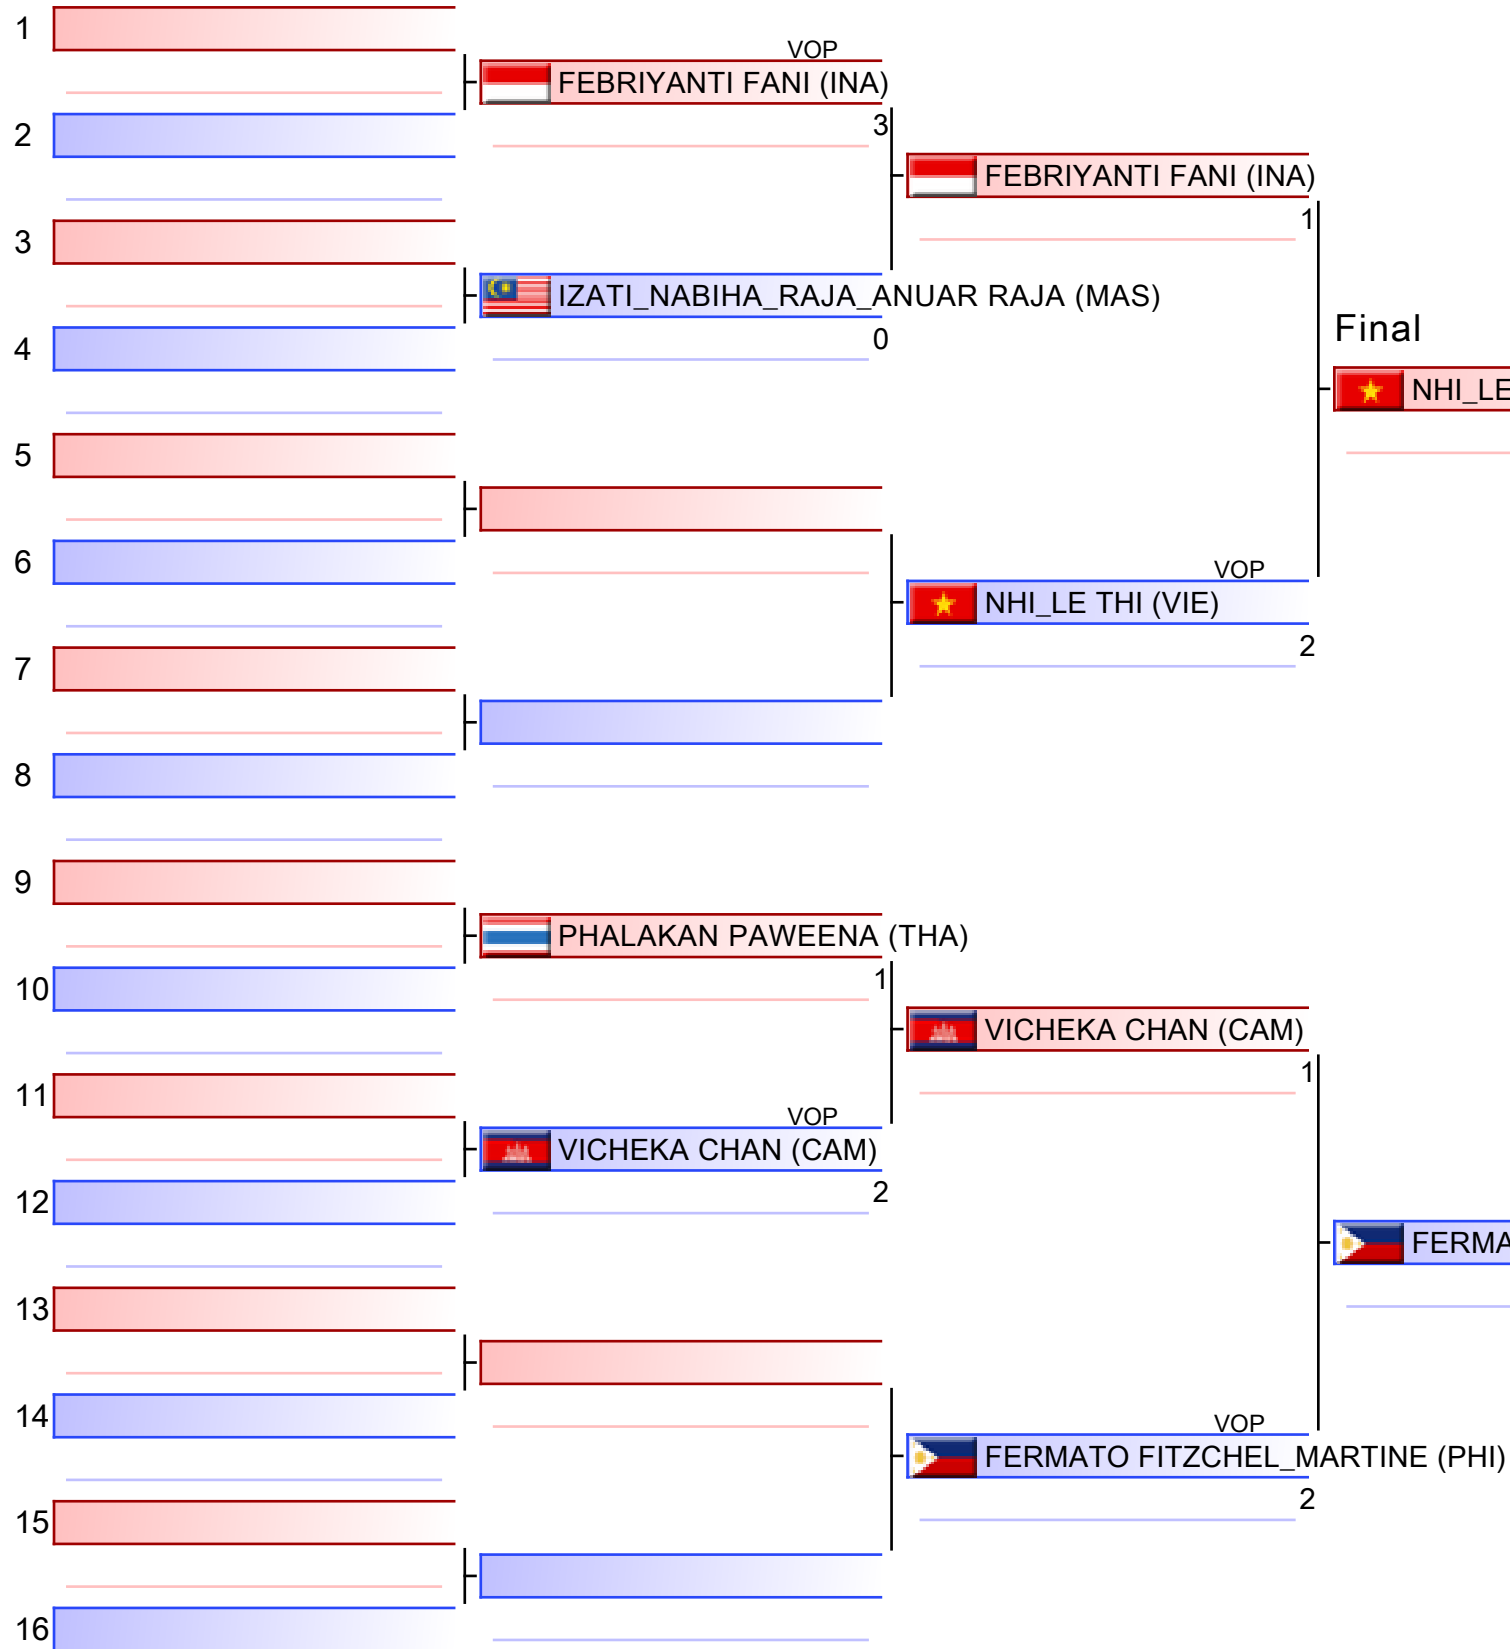 1
VOP
FEBRIYANTI FANI (INA)
2
3
FEBRIYANTI FANI (INA)
1
3
IZATI_NABIHA_RAJA_ANUAR RAJA (MAS)
0
4
Final
NHI_LE
5
6
VOP
NHI_LE THI (VIE)
2
7
8
9
PHALAKAN PAWEENA (THA)
1
10
VICHEKA CHAN (CAM)
1
11
VOP
VICHEKA CHAN (CAM)
2
12
FERMA
13
14
VOP
FERMATO FITZCHEL_MARTINE (PHI)
2
15
16